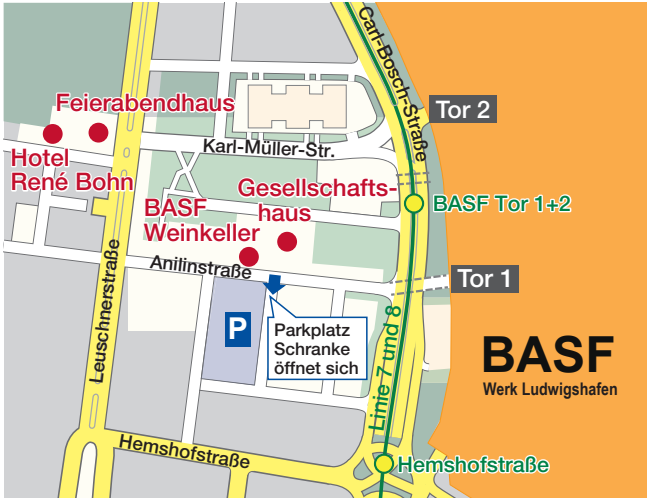 Carl-Bosch-Straße
Feierabendhaus
Tor 2
Karl-Müller-Str.
Hotel
René Bohn
Gesellschafts-
haus
BASF
Weinkeller
BASF Tor 1+2
Anilinstraße
Tor 1
Leuschnerstraße
P
Parkplatz
Schranke
öffnet sich
Linie 7 und 8
BASF
Werk Ludwigshafen
Hemshofstraße
Hemshofstraße